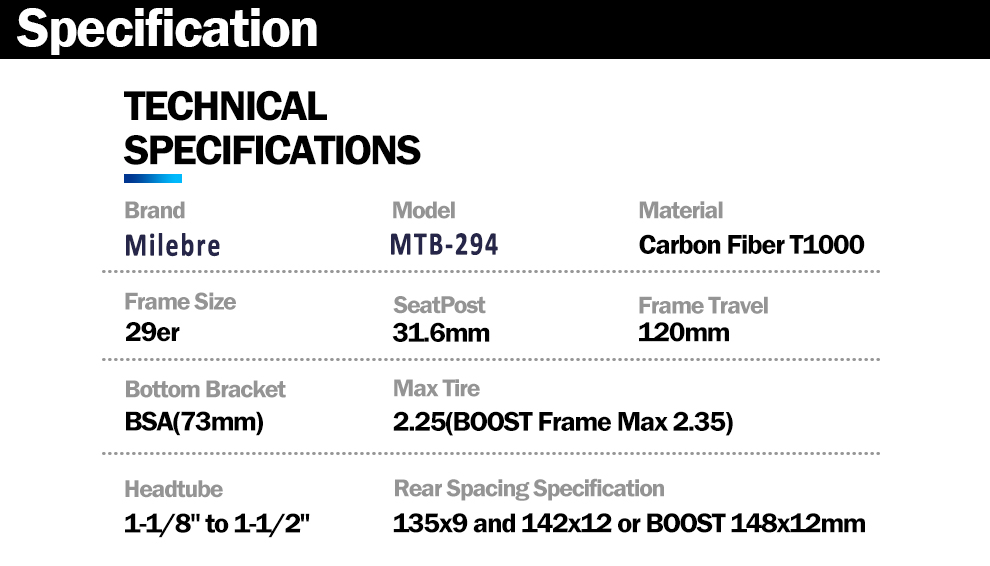 Specification
TECHNICAL
SPECIFICATIONS
Brand Model Material
Milebre MTB-294 Carbon Fiber T1000
Frame Size SeatPost Frame Travel
29er 31.6mm 120mm
Bottom Bracket Max Tire
BSA(73mm) 2.25(BOOST Frame Max 2.35)
Headtube Rear Spacing Specification
1-1/8" to 1-1/2" 135x9 and 142x12 or BOOST 148x12mm